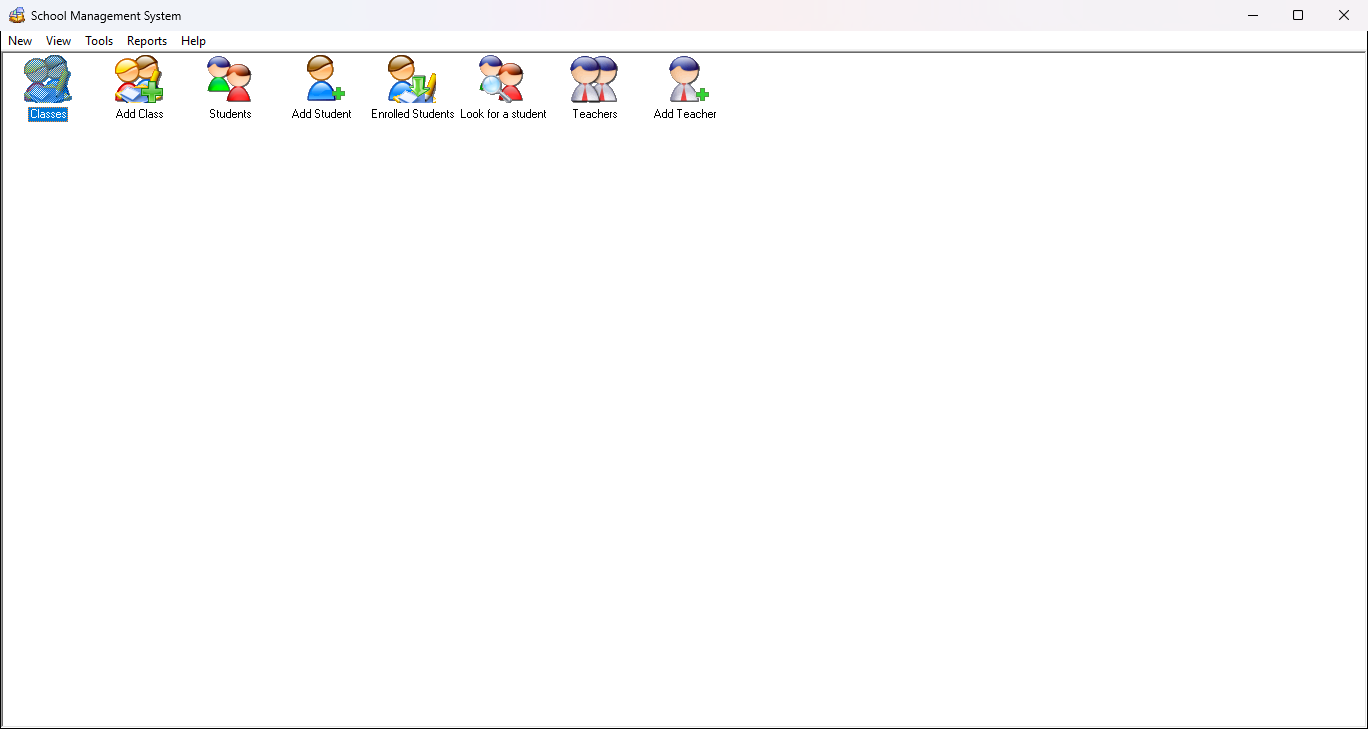 School Management System
New View Tools Reports Help
Classes Add Class Students Add Student Enrolled Students Look for a student Teachers Add Teacher